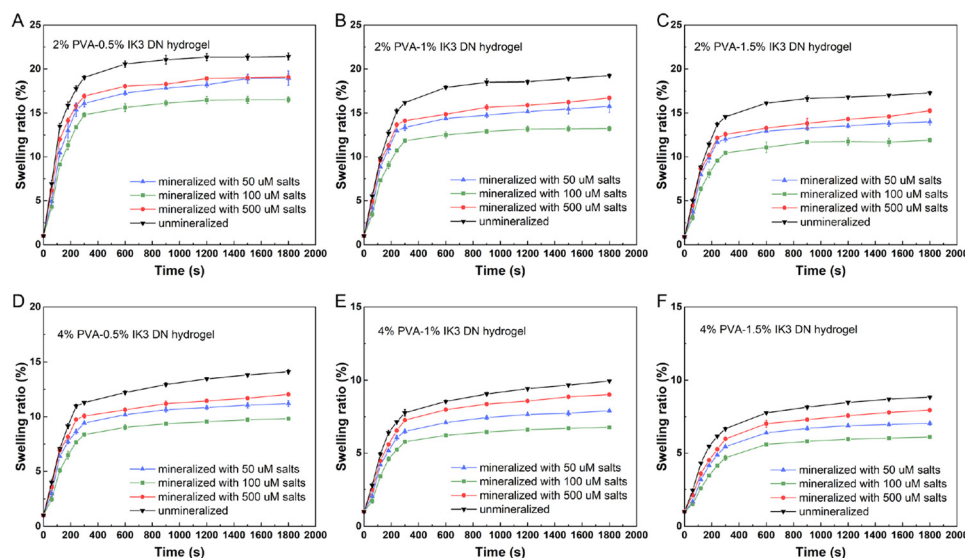 A
25
20
15
10
5
0
Swelling ratio (%)
2% PVA-0.5% IK3 DN hydrogel
mineralized with 50 uM salts
mineralized with 100 uM salts
mineralized with 500 uM salts
unmineralized
0 200 400 600 800 1000 1200 1400 1600 1800 2000
Time (s)
B
25
20
15
10
5
0
Swelling ratio (%)
2% PVA-1% IK3 DN hydrogel
mineralized with 50 uM salts
mineralized with 100 uM salts
mineralized with 500 uM salts
unmineralized
0 200 400 600 800 1000 1200 1400 1600 1800 2000
Time (s)
C
25
20
15
10
5
0
Swelling ratio (%)
2% PVA-1.5% IK3 DN hydrogel
mineralized with 50 uM salts
mineralized with 100 uM salts
mineralized with 500 uM salts
unmineralized
0 200 400 600 800 1000 1200 1400 1600 1800 2000
Time (s)
D
20
15
10
5
0
Swelling ratio (%)
4% PVA-0.5% IK3 DN hydrogel
mineralized with 50 uM salts
mineralized with 100 uM salts
mineralized with 500 uM salts
unmineralized
0 200 400 600 800 1000 1200 1400 1600 1800 2000
Time (s)
E
15
10
5
0
Swelling ratio (%)
4% PVA-1% IK3 DN hydrogel
mineralized with 50 uM salts
mineralized with 100 uM salts
mineralized with 500 uM salts
unmineralized
0 200 400 600 800 1000 1200 1400 1600 1800 2000
Time (s)
F
15
10
5
0
Swelling ratio (%)
4% PVA-1.5% IK3 DN hydrogel
mineralized with 50 uM salts
mineralized with 100 uM salts
mineralized with 500 uM salts
unmineralized
0 200 400 600 800 1000 1200 1400 1600 1800 2000
Time (s)